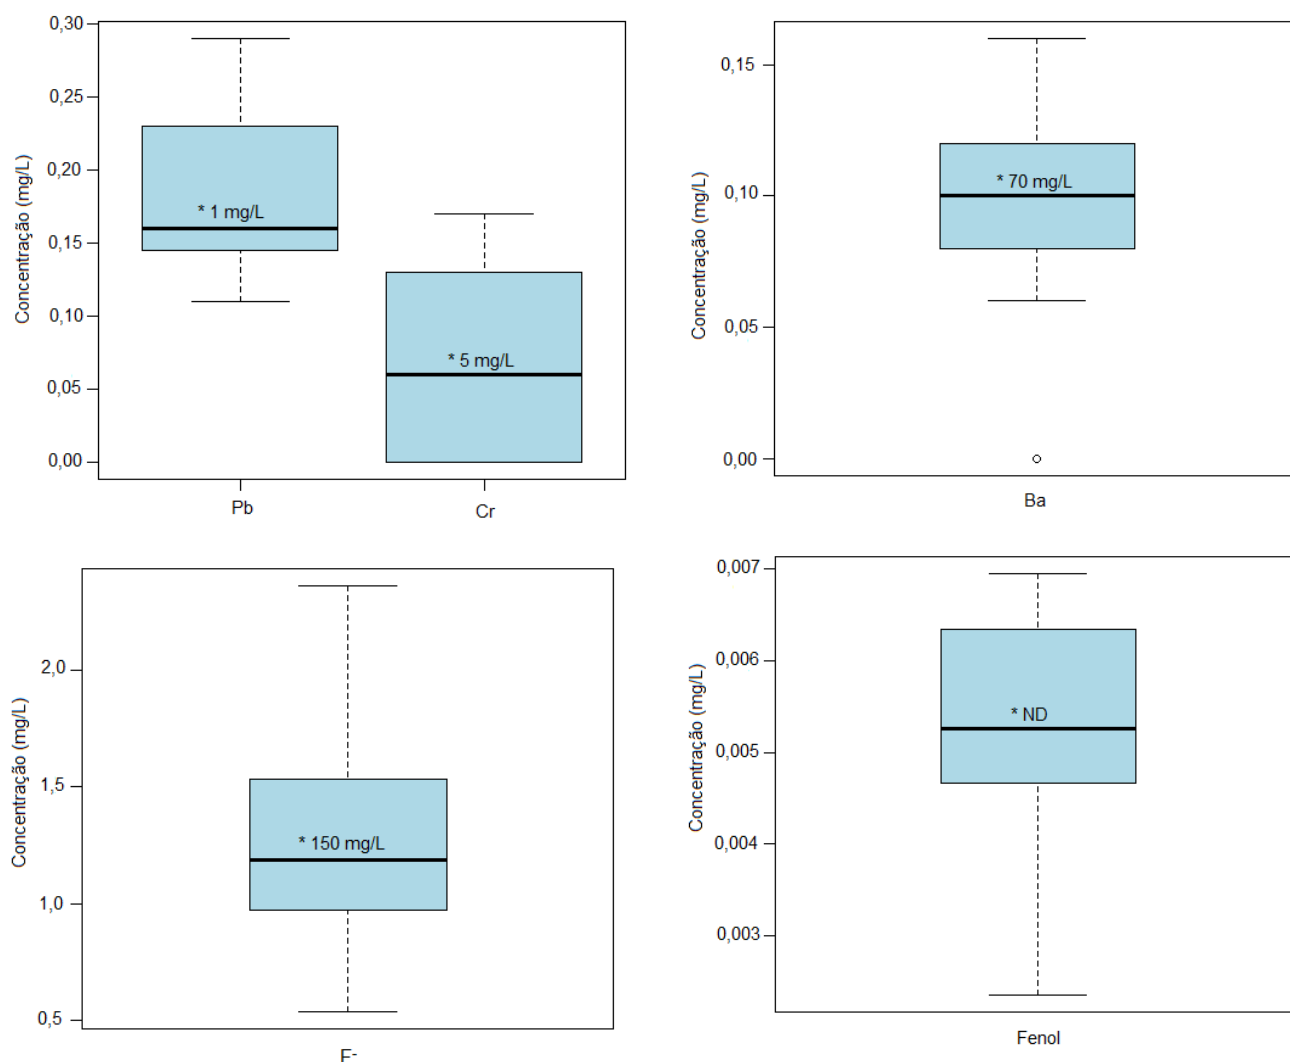 Concentração (mg/L)
0,30
0,25
0,20
0,15
0,10
0,05
0,00
* 1 mg/L
* 5 mg/L
Pb
Cr
Concentração (mg/L)
0,15
0,10
0,05
0,00
* 70 mg/L
Ba
Concentração (mg/L)
2,0
1,5
1,0
0,5
* 150 mg/L
F-
Concentração (mg/L)
0,007
0,006
0,005
0,004
0,003
* ND
Fenol